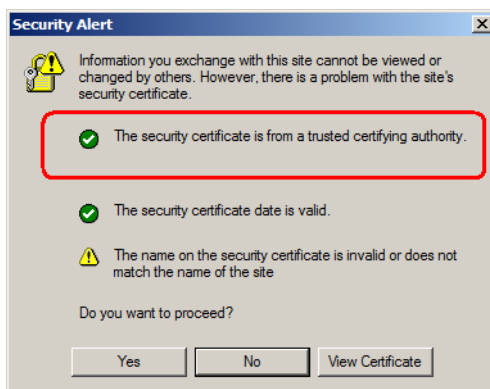 Security Alert
Information you exchange with this site cannot be viewed or
changed by others. However, there is a problem with the site's
security certificate.
The security certificate is from a trusted certifying authority.
The security certificate date is valid.
The name on the security certificate is invalid or does not
match the name of the site
Do you want to proceed?
Yes
No
View Certificate